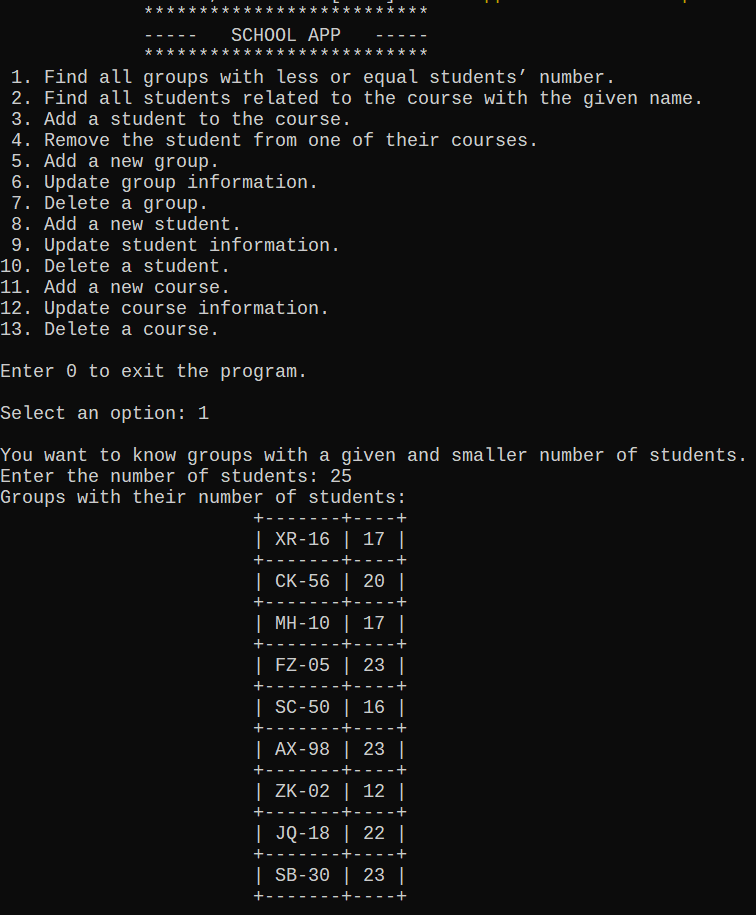 **************************
-----   SCHOOL APP   -----
**************************
 1. Find all groups with less or equal students’ number.
 2. Find all students related to the course with the given name.
 3. Add a student to the course.
 4. Remove the student from one of their courses.
 5. Add a new group.
 6. Update group information.
 7. Delete a group.
 8. Add a new student.
 9. Update student information.
10. Delete a student.
11. Add a new course.
12. Update course information.
13. Delete a course.
Enter 0 to exit the program.
Select an option: 1
You want to know groups with a given and smaller number of students.
Enter the number of students: 25
Groups with their number of students:
+-------+----+
| XR-16 | 17 |
+-------+----+
| CK-56 | 20 |
+-------+----+
| MH-10 | 17 |
+-------+----+
| FZ-05 | 23 |
+-------+----+
| SC-50 | 16 |
+-------+----+
| AX-98 | 23 |
+-------+----+
| ZK-02 | 12 |
+-------+----+
| JQ-18 | 22 |
+-------+----+
| SB-30 | 23 |
+-------+----+